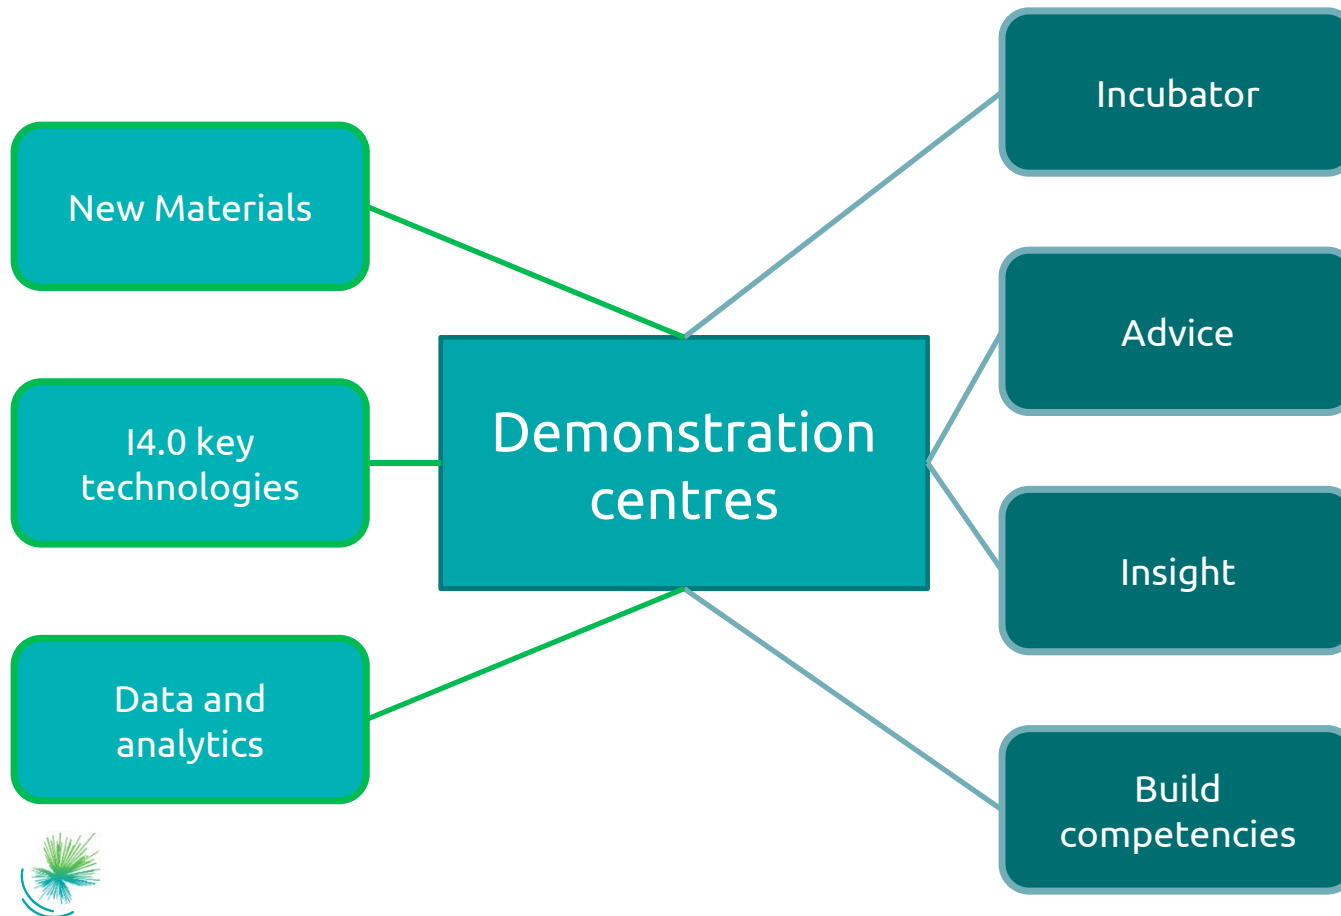 New Materials
I4.0 key
technologies
Data and
analytics
Demonstration
centres
Incubator
Advice
Insight
Build
competencies